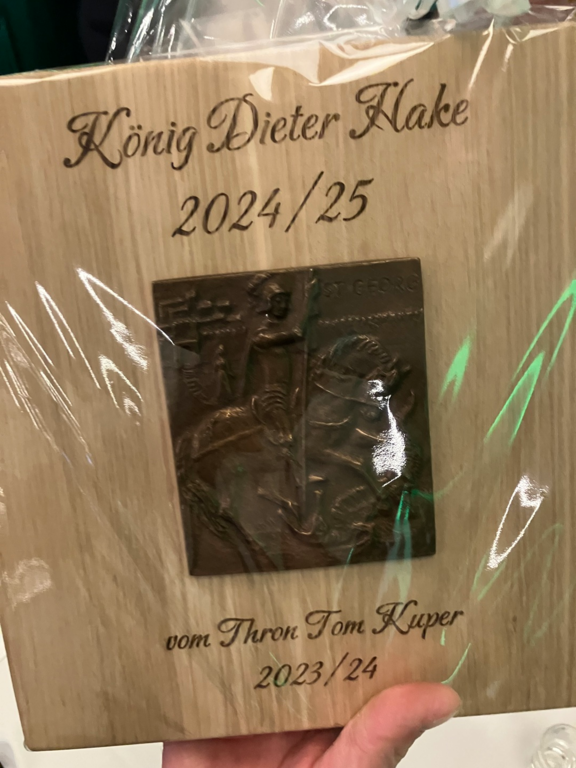 König Dieter Hake
2024/25
ST GEORG
vom Thron Tom Kuper
2023/24